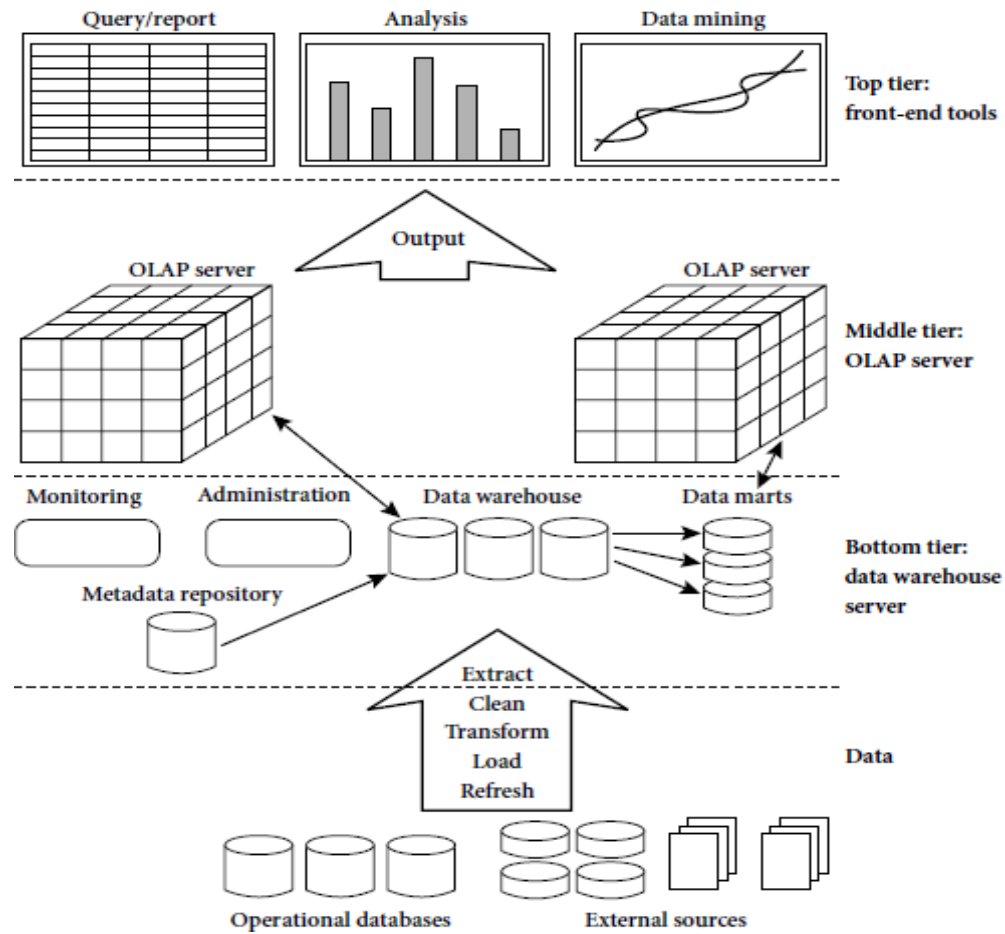 Query/report
Analysis
Data mining
Top tier:
front-end tools
Output
OLAP server
OLAP server
Middle tier:
OLAP server
Monitoring
Administration
Data warehouse
Data marts
Bottom tier:
data warehouse
server
Metadata repository
Extract
Clean
Transform
Load
Refresh
Data
Operational databases
External sources